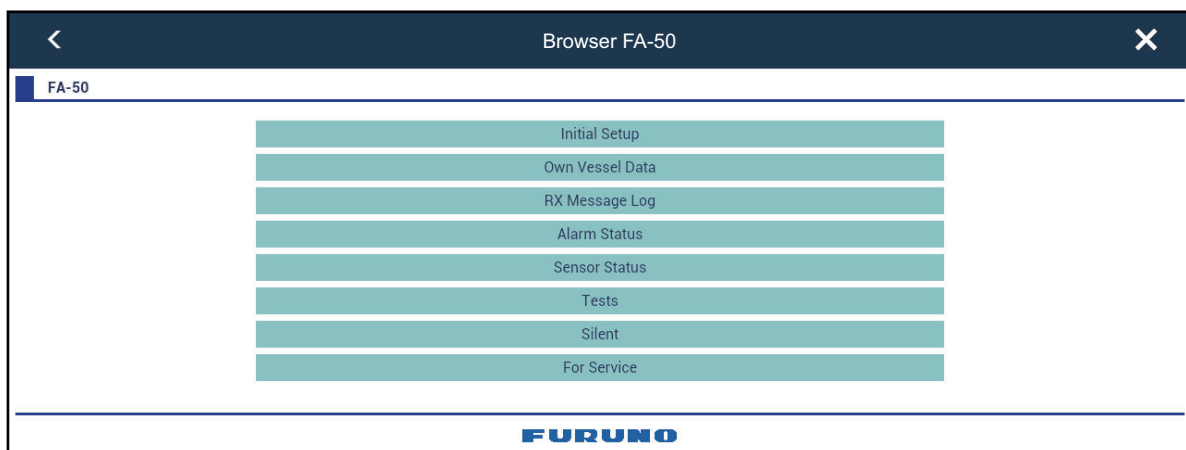 Browser FA-50
FA-50
Initial Setup
Own Vessel Data
RX Message Log
Alarm Status
Sensor Status
Tests
Silent
For Service
FURUNO